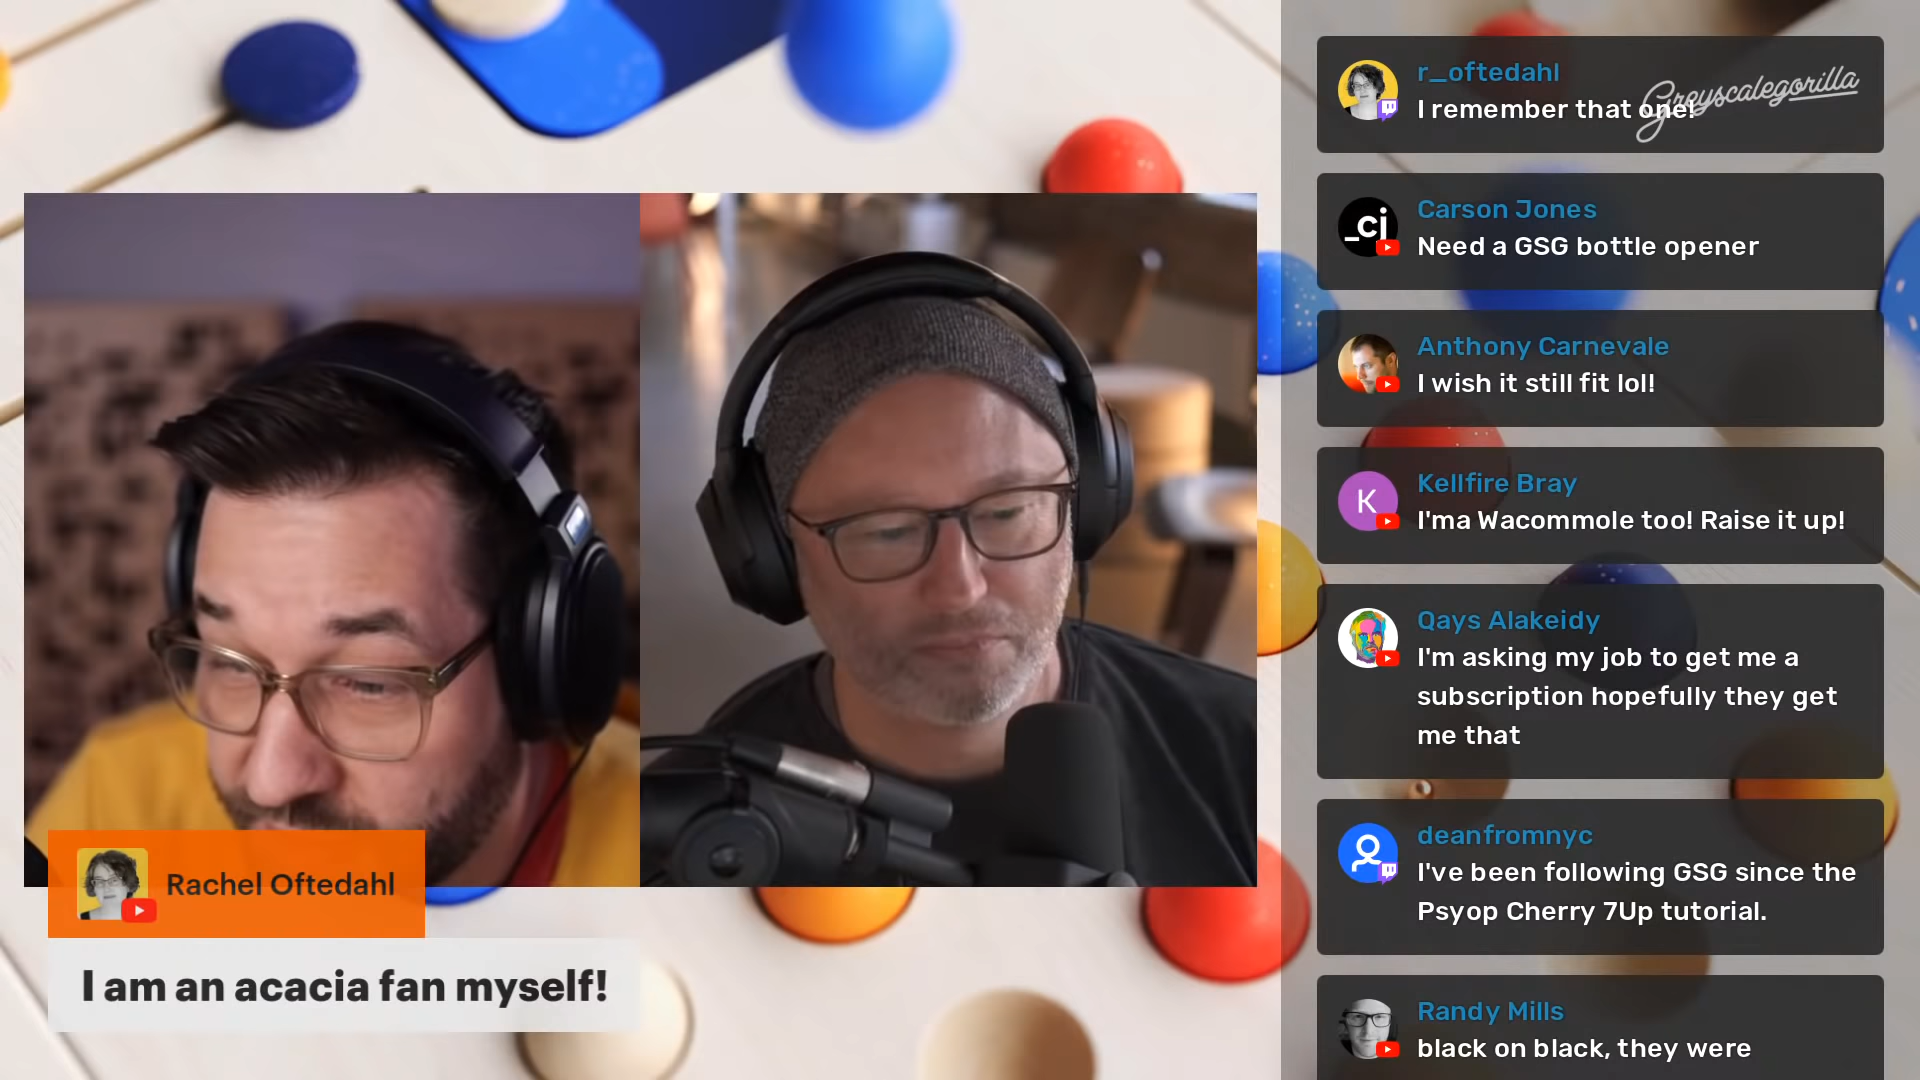 r_oftedahl
I remember that one!
Greyscalegorilla
_cj
Carson Jones
Need a GSG bottle opener
Anthony Carnevale
I wish it still fit lol!
K
Kellfire Bray
I'ma Wacommole too! Raise it up!
Qays Alakeidy
I'm asking my job to get me a
subscription hopefully they get
me that
deanfromnyc
I've been following GSG since the
Psyop Cherry 7Up tutorial.
Randy Mills
black on black, they were
Rachel Oftedahl
I am an acacia fan myself!